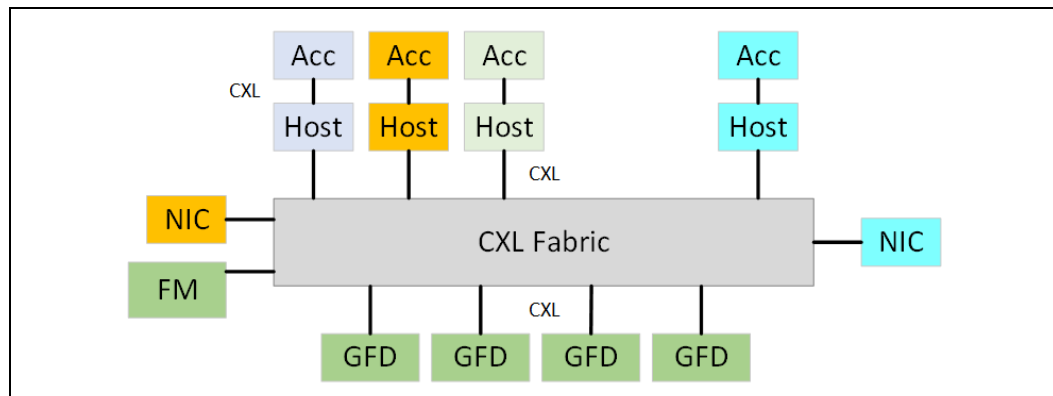 Acc Acc Acc Acc
CXL
Host Host Host Host
CXL
NIC
CXL Fabric
NIC
FM
CXL
GFD GFD GFD GFD